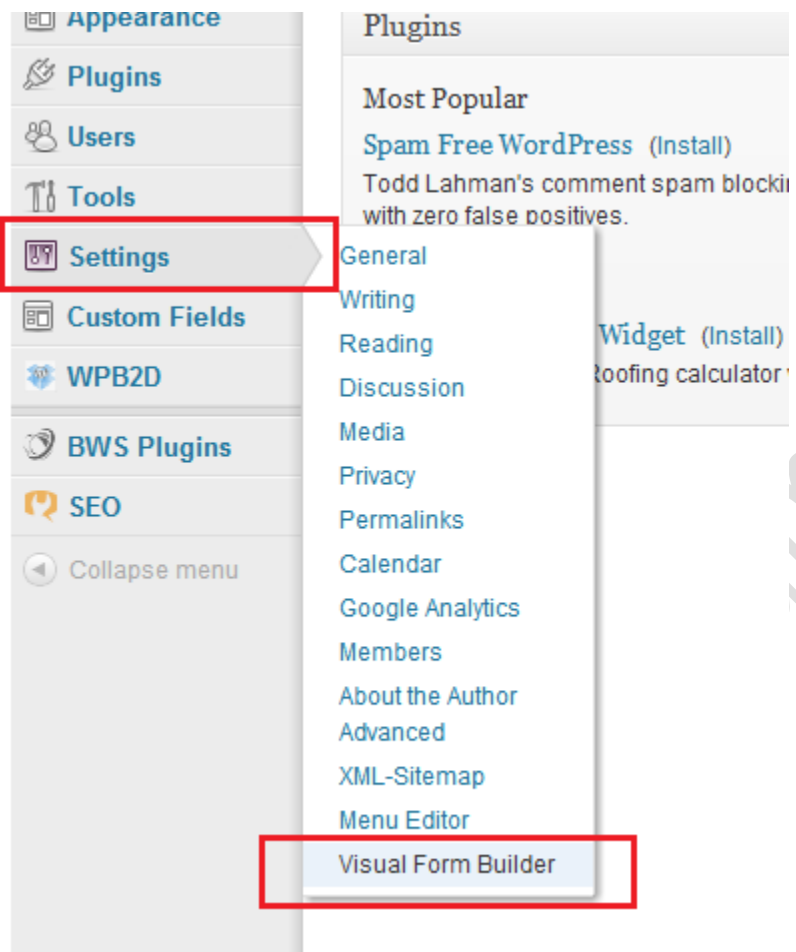 Appearance
Plugins
Users
Tools
Settings
Custom Fields
WPB2D
BWS Plugins
SEO
Collapse menu
Plugins
Most Popular
Spam Free WordPress (Install)
Todd Lahman's comment spam
with zero false positives.
Widget (Install)
calculator
General
Writing
Reading
Discussion
Media
Privacy
Permalinks
Calendar
Google Analytics
Members
About the Author
Advanced
XML-Sitemap
Menu Editor
Visual Form Builder